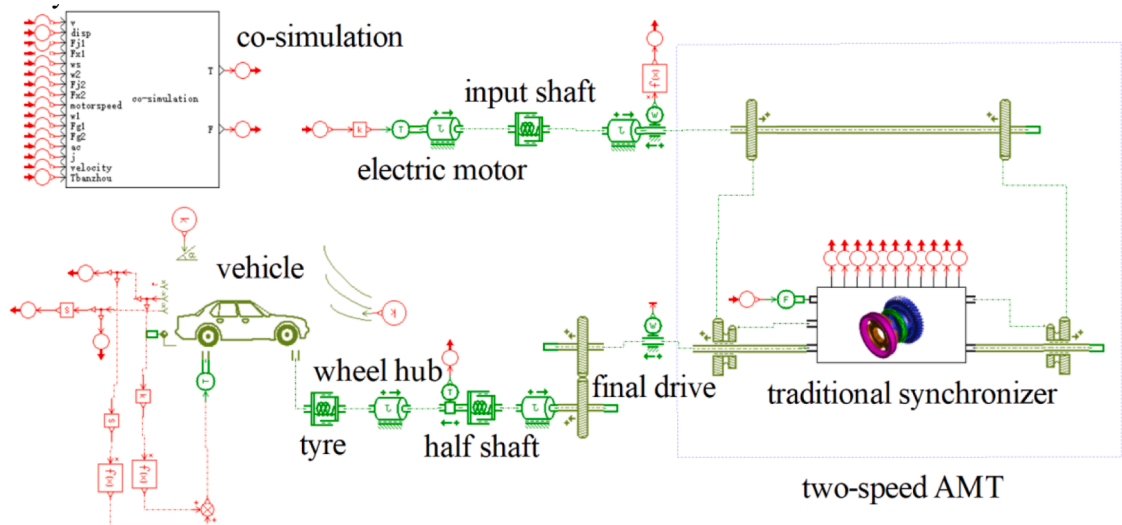 v
disp
Fj1
Fx1
ws
w2
Fj2
Fx2
motorspeed
w1
Fg1
Fg2
ac
j
velocity
Tbanzhou
co-simulation
T
F
co-simulation
k
T
electric motor
input shaft
f(x)
x
W
k
α
vehicle
k
S
T
s
k
f(x)
f(x)
x
x
wheel hub
tyre
T
half shaft
final drive
W
F
traditional synchronizer
two-speed AMT